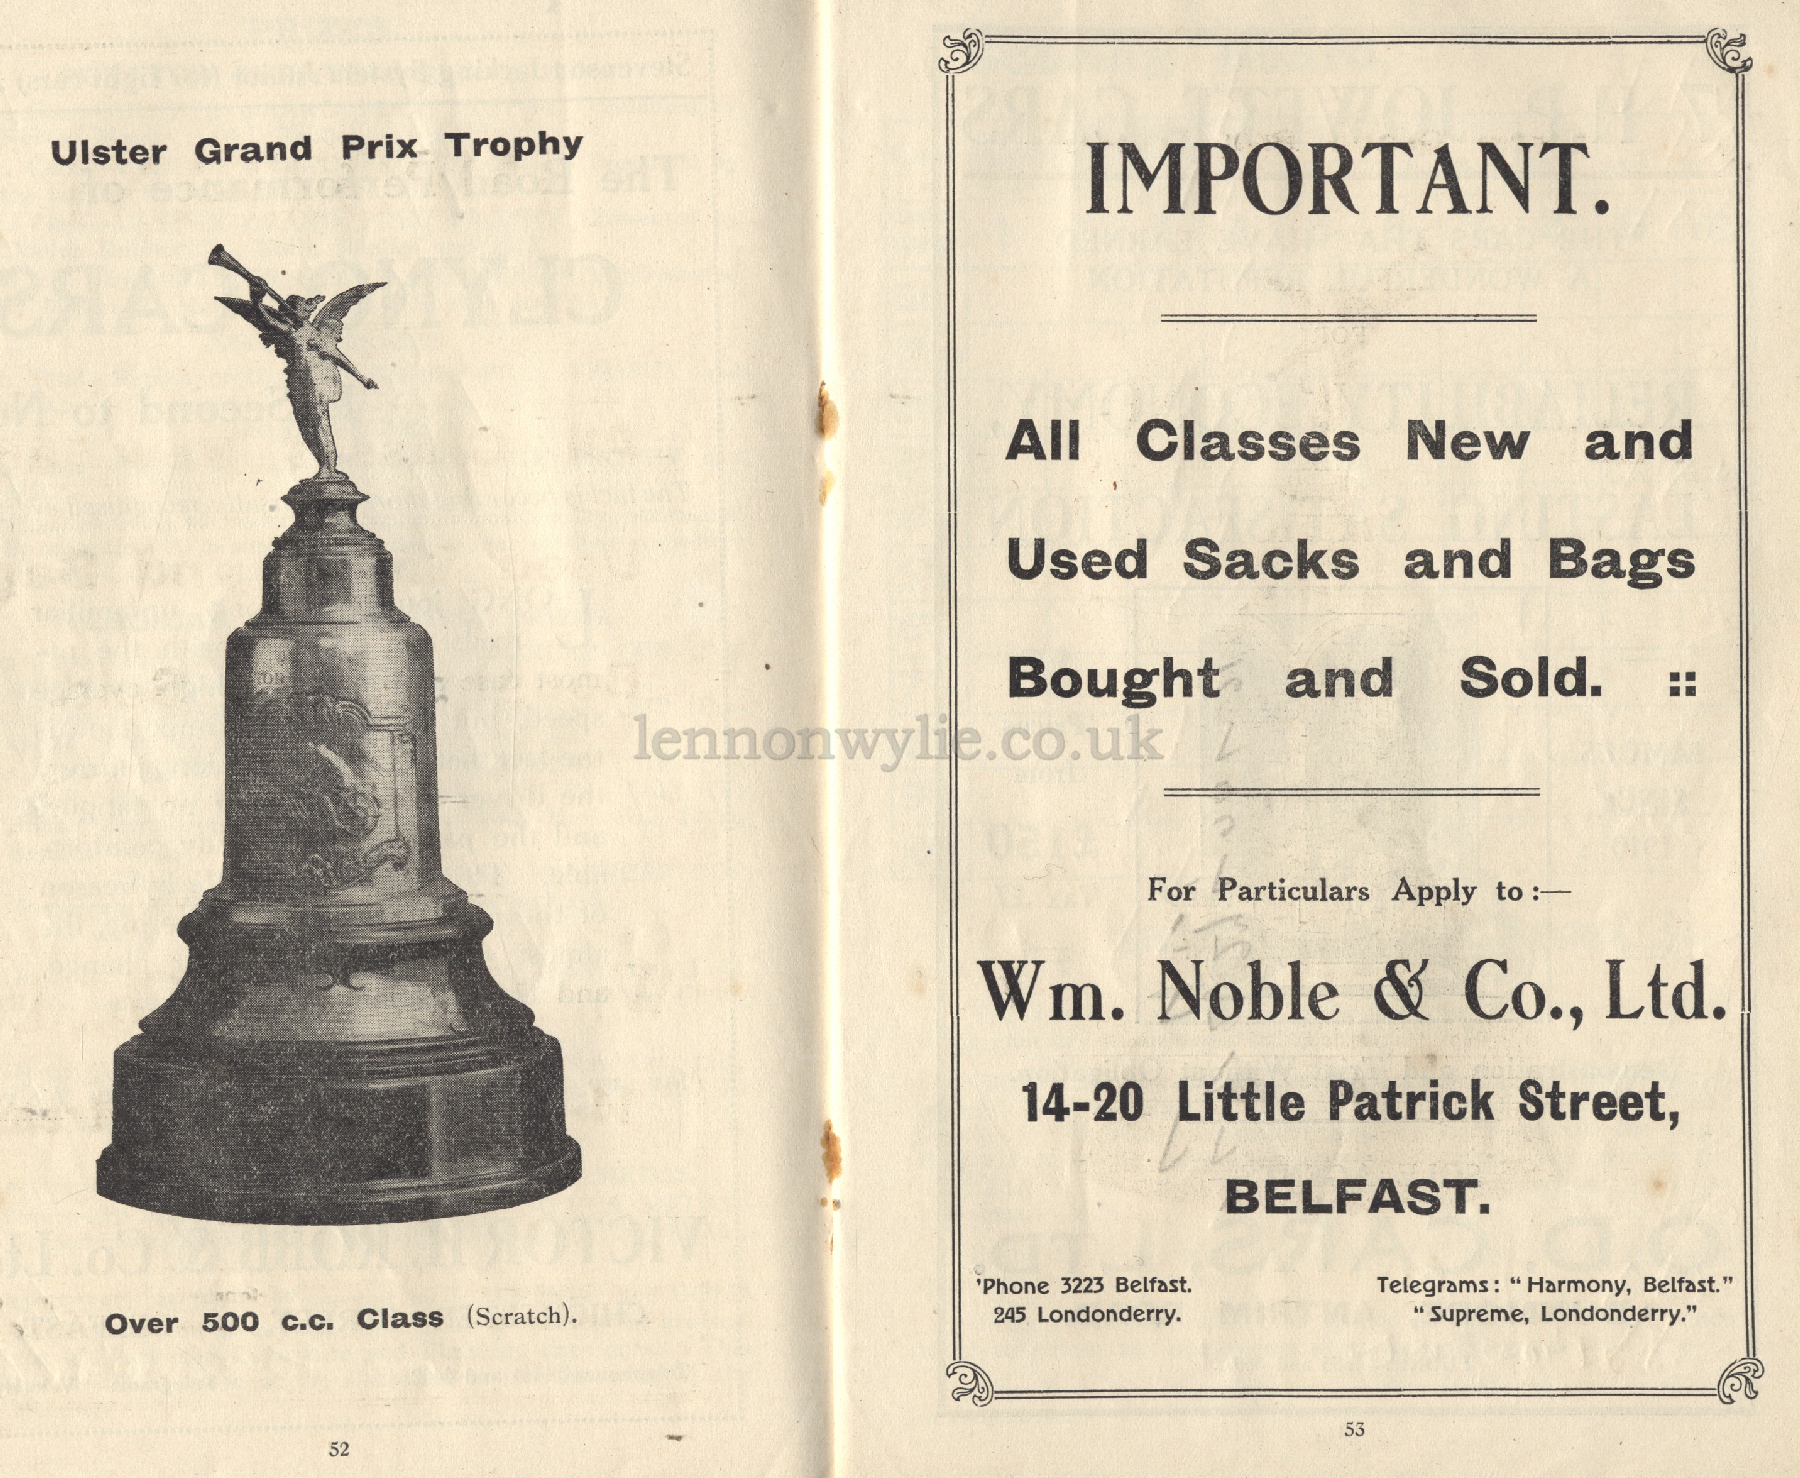 Ulster Grand Prix Trophy
Over 500 c.c. Class (Scratch).
52
IMPORTANT.
All Classes New and
Used Sacks and Bags
Bought and Sold. ::
For Particulars Apply to :—
Wm. Noble & Co., Ltd.
14-20 Little Patrick Street,
BELFAST.
'Phone 3223 Belfast.
245 Londonderry.
Telegrams: "Harmony, Belfast."
"Supreme, Londonderry."
53
lennonwylie.co.uk